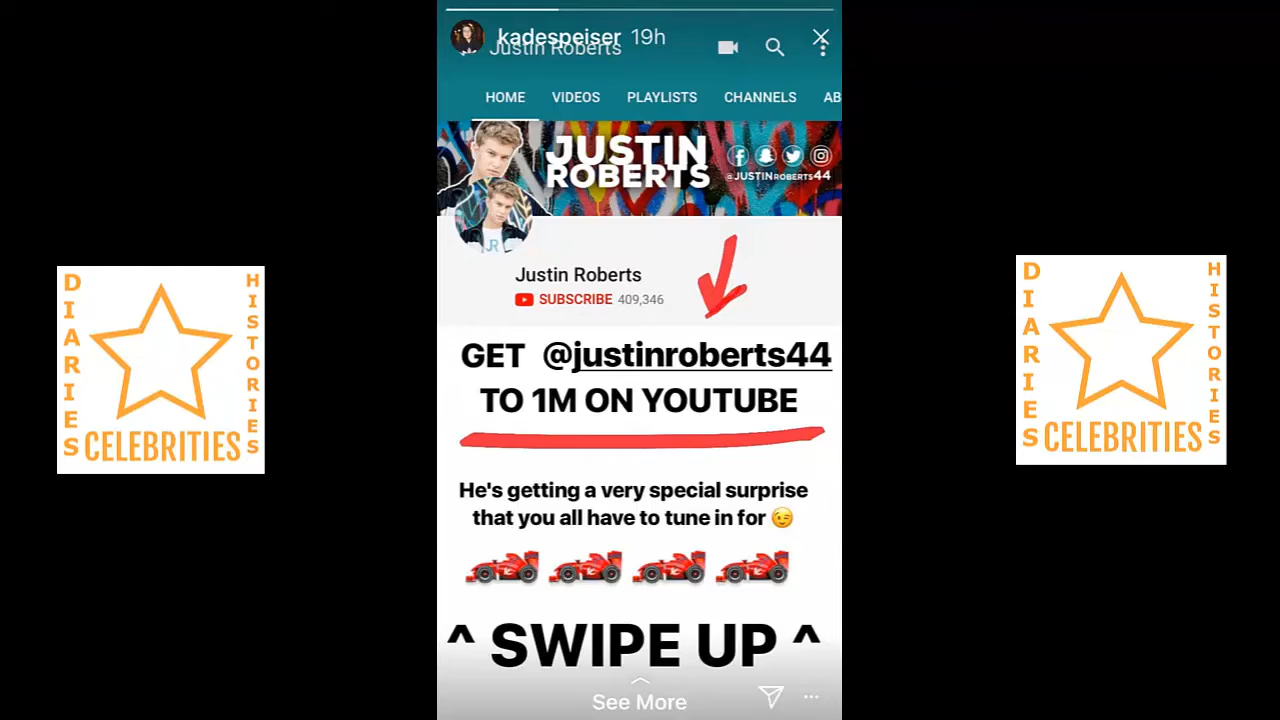 kadespeiser 19h
Justin Roberts
HOME VIDEOS PLAYLISTS CHANNELS AB
JUSTIN
ROBERTS
@JUSTINROBERTS44
JR
Justin Roberts
SUBSCRIBE 409,346
GET @justinroberts44
TO 1M ON YOUTUBE
He's getting a very special surprise
that you all have to tune in for 😉
^ SWIPE UP ^
See More
DIARIES
HISTORIES
CELEBRITIES
DIARIES
HISTORIES
CELEBRITIES